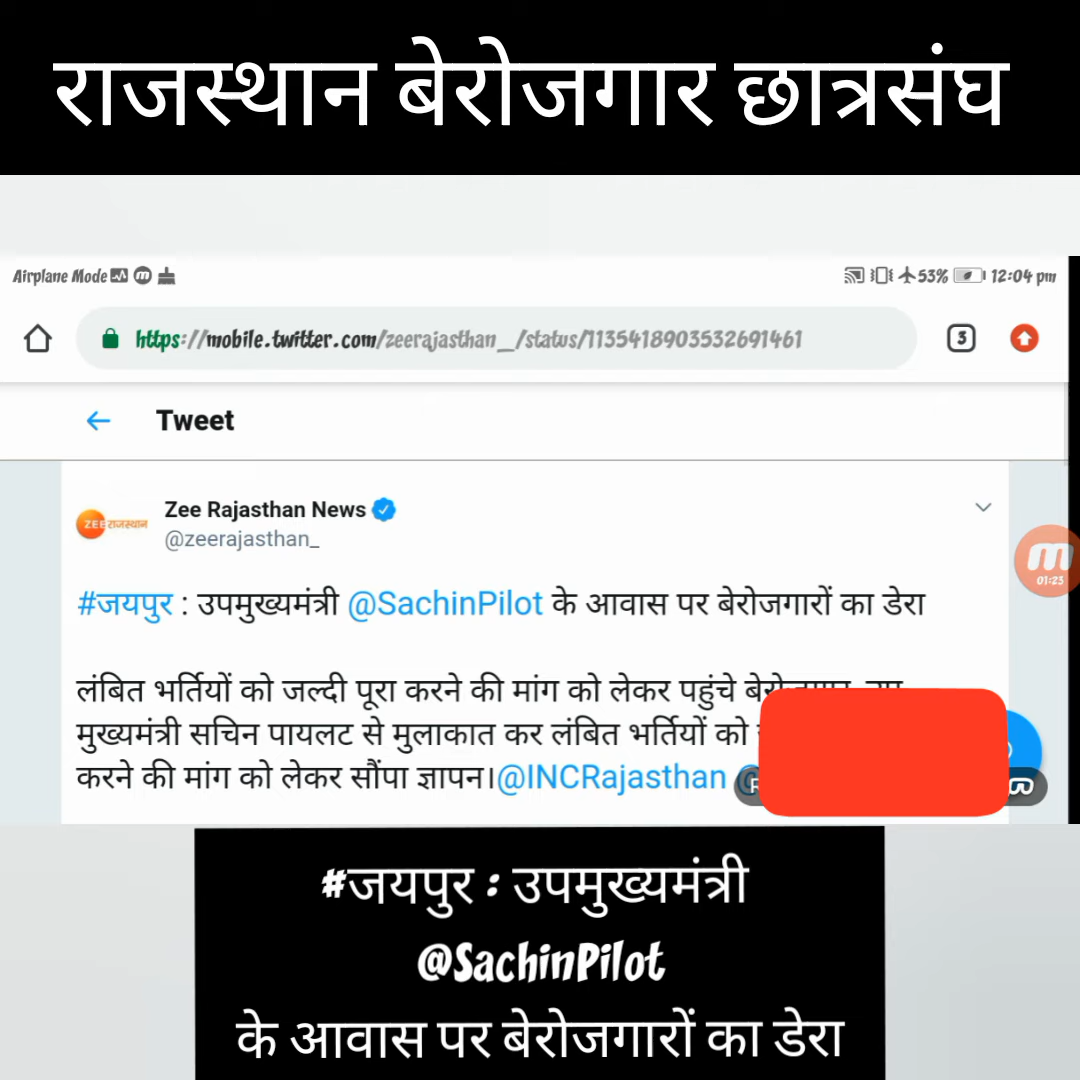 राजस्थान बेरोजगार छात्रसंघ
Airplane Mode 53% 12:04 pm
https://mobile.twitter.com/zeerajasthan_/status/1135418903532691461 3
Tweet
ZEE राजस्थान
Zee Rajasthan News
@zeerajasthan_
01:23
#जयपुर : उपमुख्यमंत्री @SachinPilot के आवास पर बेरोजगारों का डेरा
लंबित भर्तियों को जल्दी पूरा करने की मांग को लेकर पहुंचे
मुख्यमंत्री सचिन पायलट से मुलाकात कर लंबित भर्तियों को
करने की मांग को लेकर सौंपा ज्ञापन।@INCRajasthan @
#जयपुर : उपमुख्यमंत्री
@SachinPilot
के आवास पर बेरोजगारों का डेरा